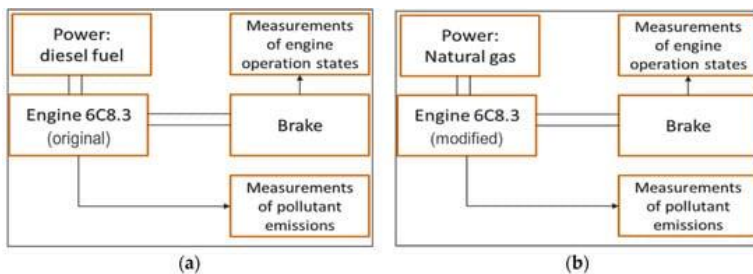 Power:
diesel fuel
Measurements
of engine
operation states
Engine 6C8.3
(original)
Brake
Measurements
of pollutant
emissions
(a)
Power:
Natural gas
Measurements
of engine
operation states
Engine 6C8.3
(modified)
Brake
Measurements
of pollutant
emissions
(b)